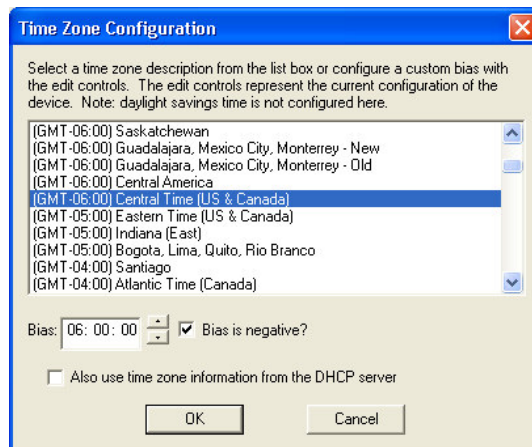 Time Zone Configuration
Select a time zone description from the list box or configure a custom bias with
the edit controls. The edit controls represent the current configuration of the
device. Note: daylight savings time is not configured here.
(GMT-06:00) Saskatchewan
(GMT-06:00) Guadalajara, Mexico City, Monterrey - New
(GMT-06:00) Guadalajara, Mexico City, Monterrey - Old
(GMT-06:00) Central America
(GMT-06:00) Central Time (US & Canada)
(GMT-05:00) Eastern Time (US & Canada)
(GMT-05:00) Indiana (East)
(GMT-05:00) Bogota, Lima, Quito, Rio Branco
(GMT-04:00) Santiago
(GMT-04:00) Atlantic Time (Canada)
Bias: 06: 00: 00 Bias is negative?
Also use time zone information from the DHCP server
OK Cancel